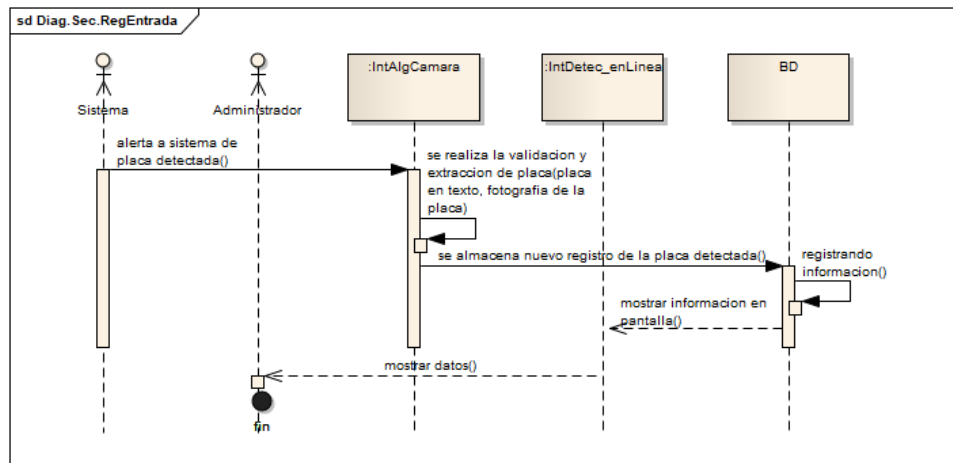 sd Diag.Sec.RegEntrada
Sistema
Administrador
:IntAlgCamara
:IntDetec_enLinea
BD
alerta a sistema de
placa detectada()
se realiza la validacion y
extraccion de placa(placa
en texto, fotografia de la
placa)
se almacena nuevo registro de la placa detectada()
registrando
informacion()
mostrar informacion en
pantalla()
mostrar datos()
fin